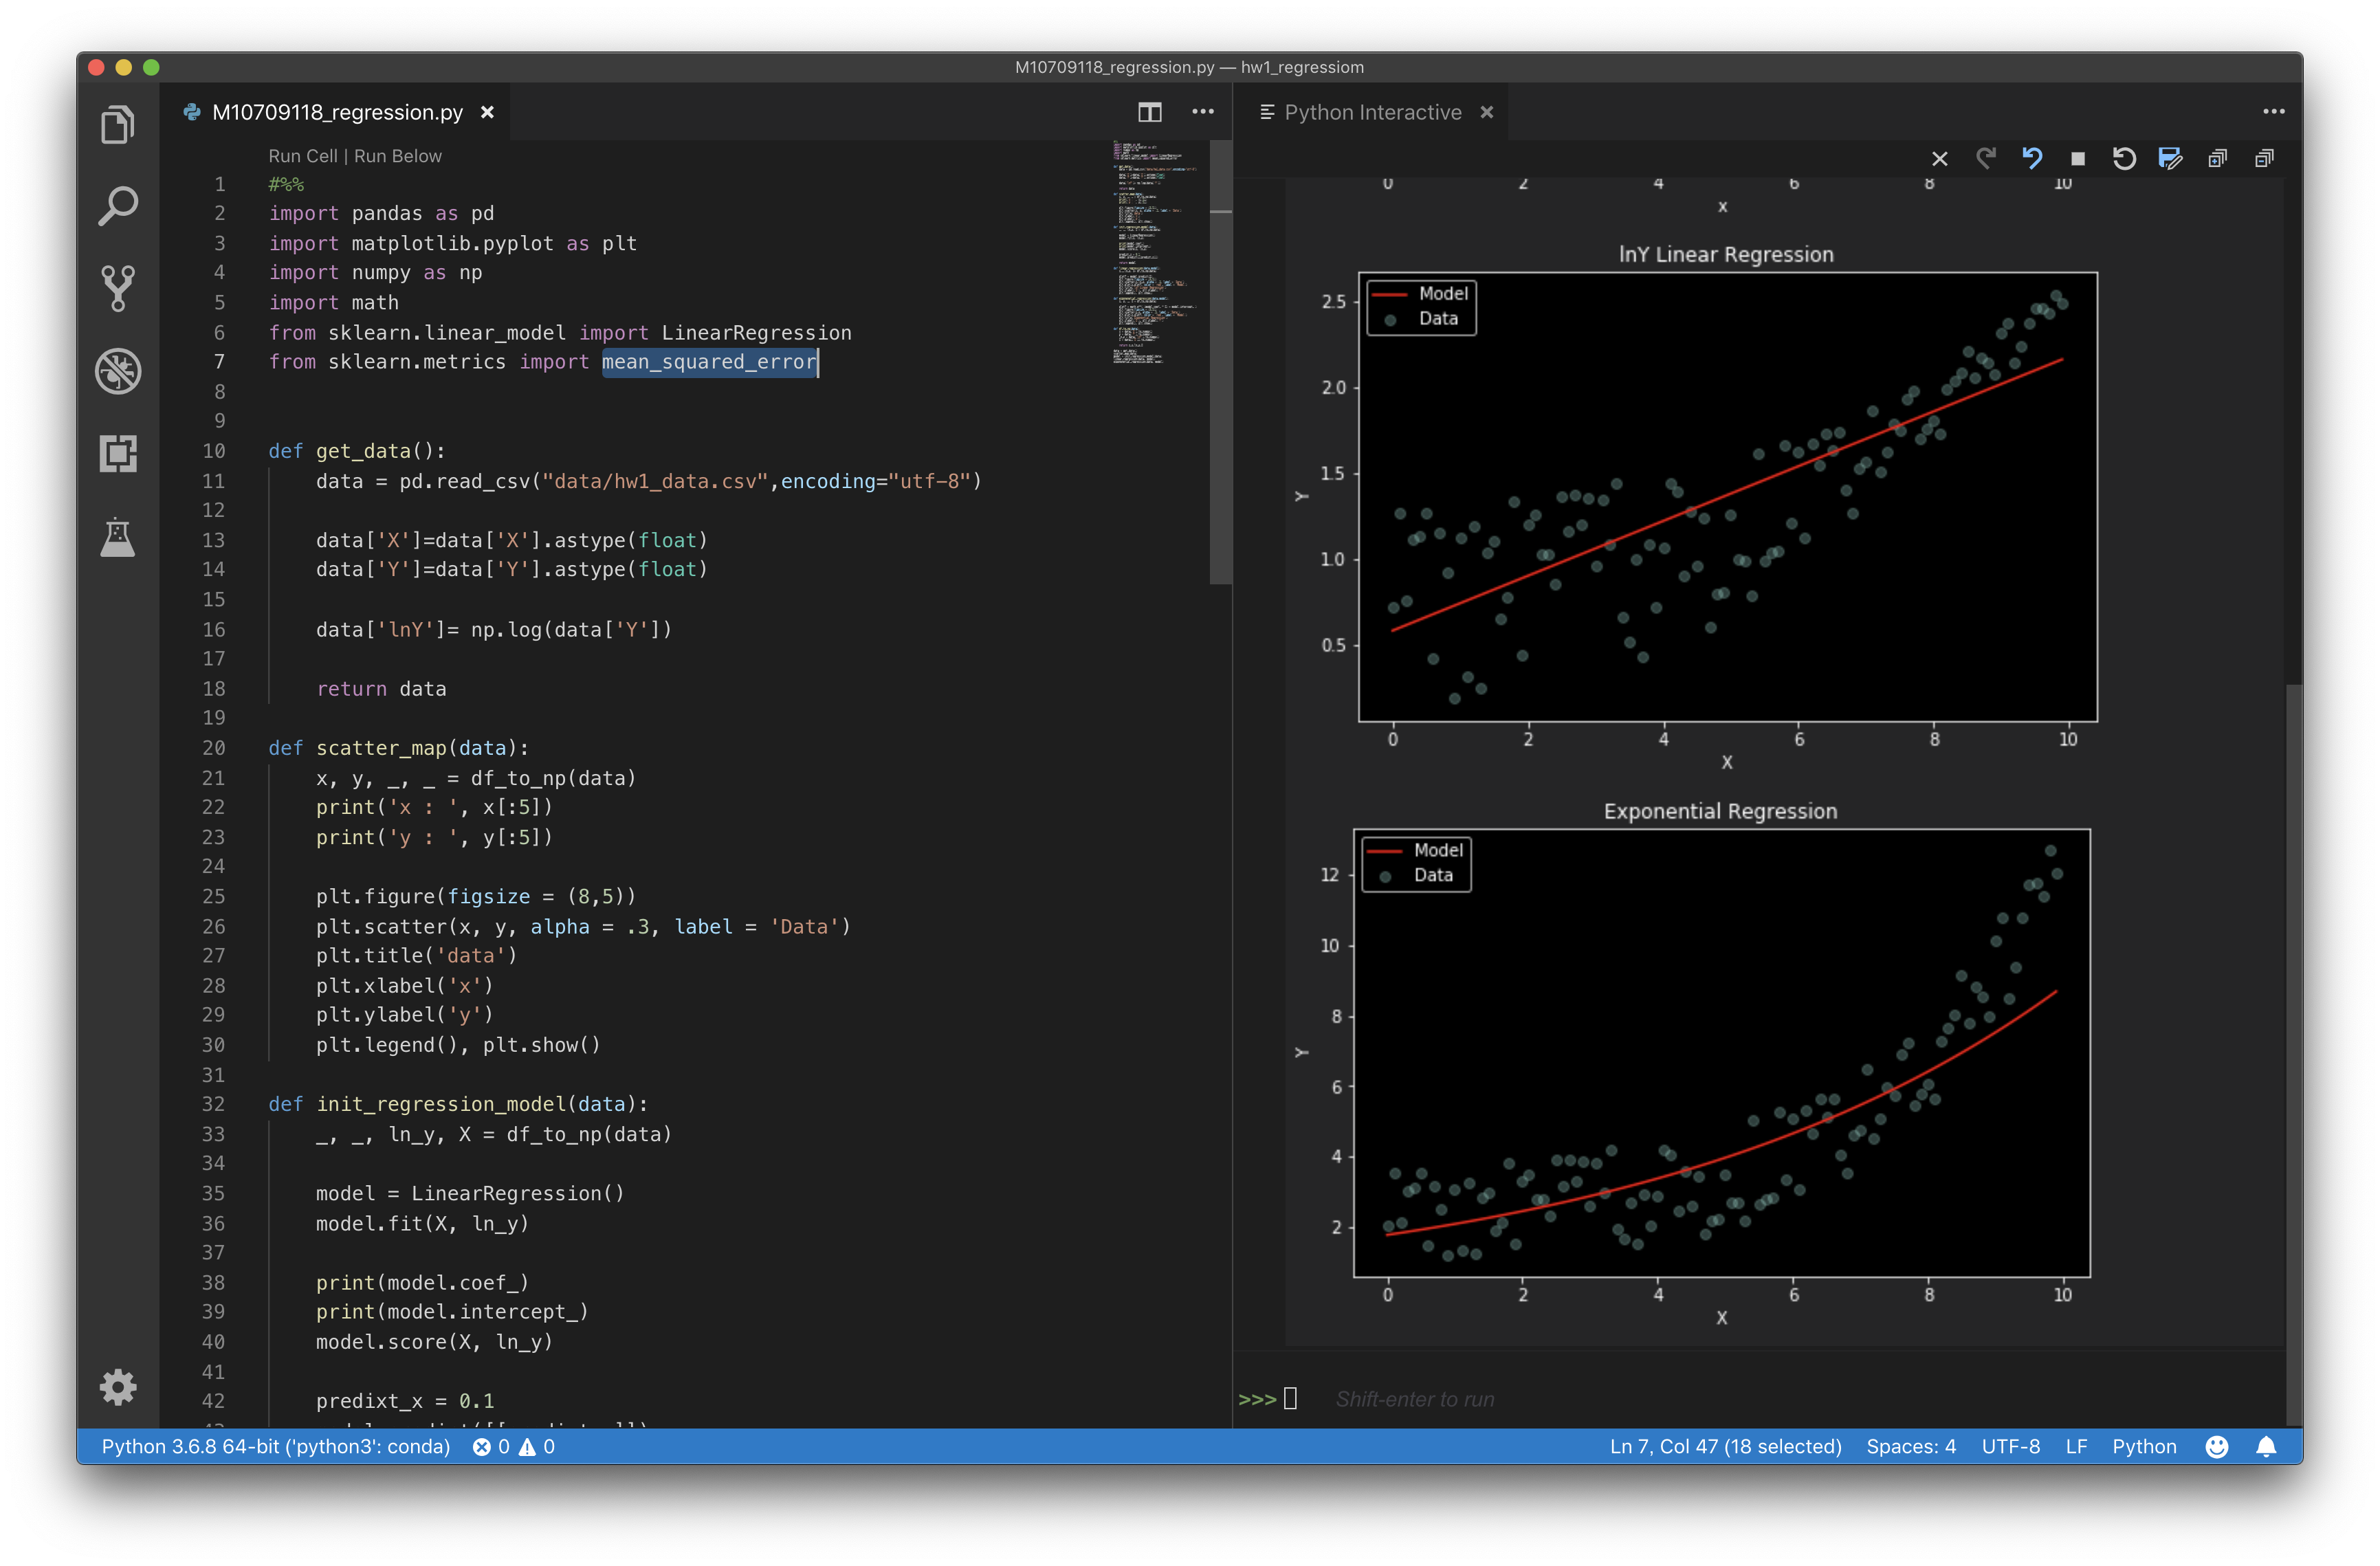 M10709118_regression.py — hw1_regressiom
M10709118_regression.py
Run Cell | Run Below
1 #%%
2 import pandas as pd
3 import matplotlib.pyplot as plt
4 import numpy as np
5 import math
6 from sklearn.linear_model import LinearRegression
7 from sklearn.metrics import mean_squared_error
8
9
10 def get_data():
11     data = pd.read_csv("data/hw1_data.csv",encoding="utf-8")
12
13     data['X']=data['X'].astype(float)
14     data['Y']=data['Y'].astype(float)
15
16     data['lnY']= np.log(data['Y'])
17
18     return data
19
20 def scatter_map(data):
21     x, y, _, _ = df_to_np(data)
22     print('x : ', x[:5])
23     print('y : ', y[:5])
24
25     plt.figure(figsize = (8,5))
26     plt.scatter(x, y, alpha = .3, label = 'Data')
27     plt.title('data')
28     plt.xlabel('x')
29     plt.ylabel('y')
30     plt.legend(), plt.show()
31
32 def init_regression_model(data):
33     _, _, ln_y, X = df_to_np(data)
34
35     model = LinearRegression()
36     model.fit(X, ln_y)
37
38     print(model.coef_)
39     print(model.intercept_)
40     model.score(X, ln_y)
41
42     predixt_x = 0.1
Python Interactive
0 2 4 6 8 10
x
lnY Linear Regression
Model
Data
2.5
2.0
1.5
1.0
0.5
Y
0 2 4 6 8 10
X
Exponential Regression
Model
Data
12
10
8
6
4
2
Y
0 2 4 6 8 10
X
>>> Shift-enter to run
Python 3.6.8 64-bit ('python3': conda) 0 0 Ln 7, Col 47 (18 selected) Spaces: 4 UTF-8 LF Python